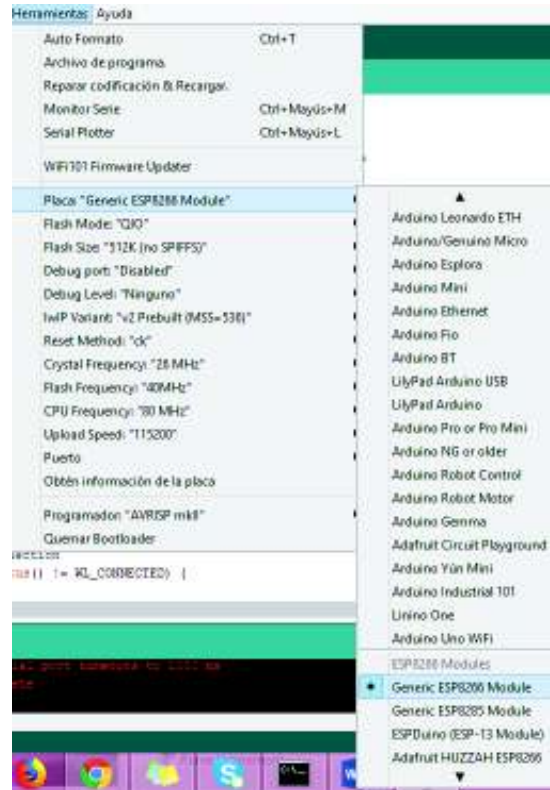 Herramientas Ayuda
Auto Formato Ctrl+T
Archivo de programa.
Reparar codificación & Recargar.
Monitor Serie Ctrl+Mayús+M
Serial Plotter Ctrl+Mayús+L
WiFi101 Firmware Updater
Placa: "Generic ESP8266 Module"
Flash Mode: "QIO"
Flash Size: "512K (no SPIFFS)"
Debug port: "Disabled"
Debug Level: "Ninguno"
lwIP Variant: "v2 Prebuilt (MSS=536)"
Reset Method: "ck"
Crystal Frequency: "26 MHz"
Flash Frequency: "40MHz"
CPU Frequency: "80 MHz"
Upload Speed: "115200"
Puerto
Obtén información de la placa
Programador: "AVRISP mkII"
Quemar Bootloader
Arduino Leonardo ETH
Arduino/Genuino Micro
Arduino Esplora
Arduino Mini
Arduino Ethernet
Arduino Fio
Arduino BT
LilyPad Arduino USB
LilyPad Arduino
Arduino Pro or Pro Mini
Arduino NG or older
Arduino Robot Control
Arduino Robot Motor
Arduino Gemma
Adafruit Circuit Playground
Arduino Yún Mini
Arduino Industrial 101
Linino One
Arduino Uno WiFi
ESP8266 Modules
Generic ESP8266 Module
Generic ESP8285 Module
ESPDuino (ESP-13 Module)
Adafruit HUZZAH ESP8266
() != WL_CONNECTED) {
port